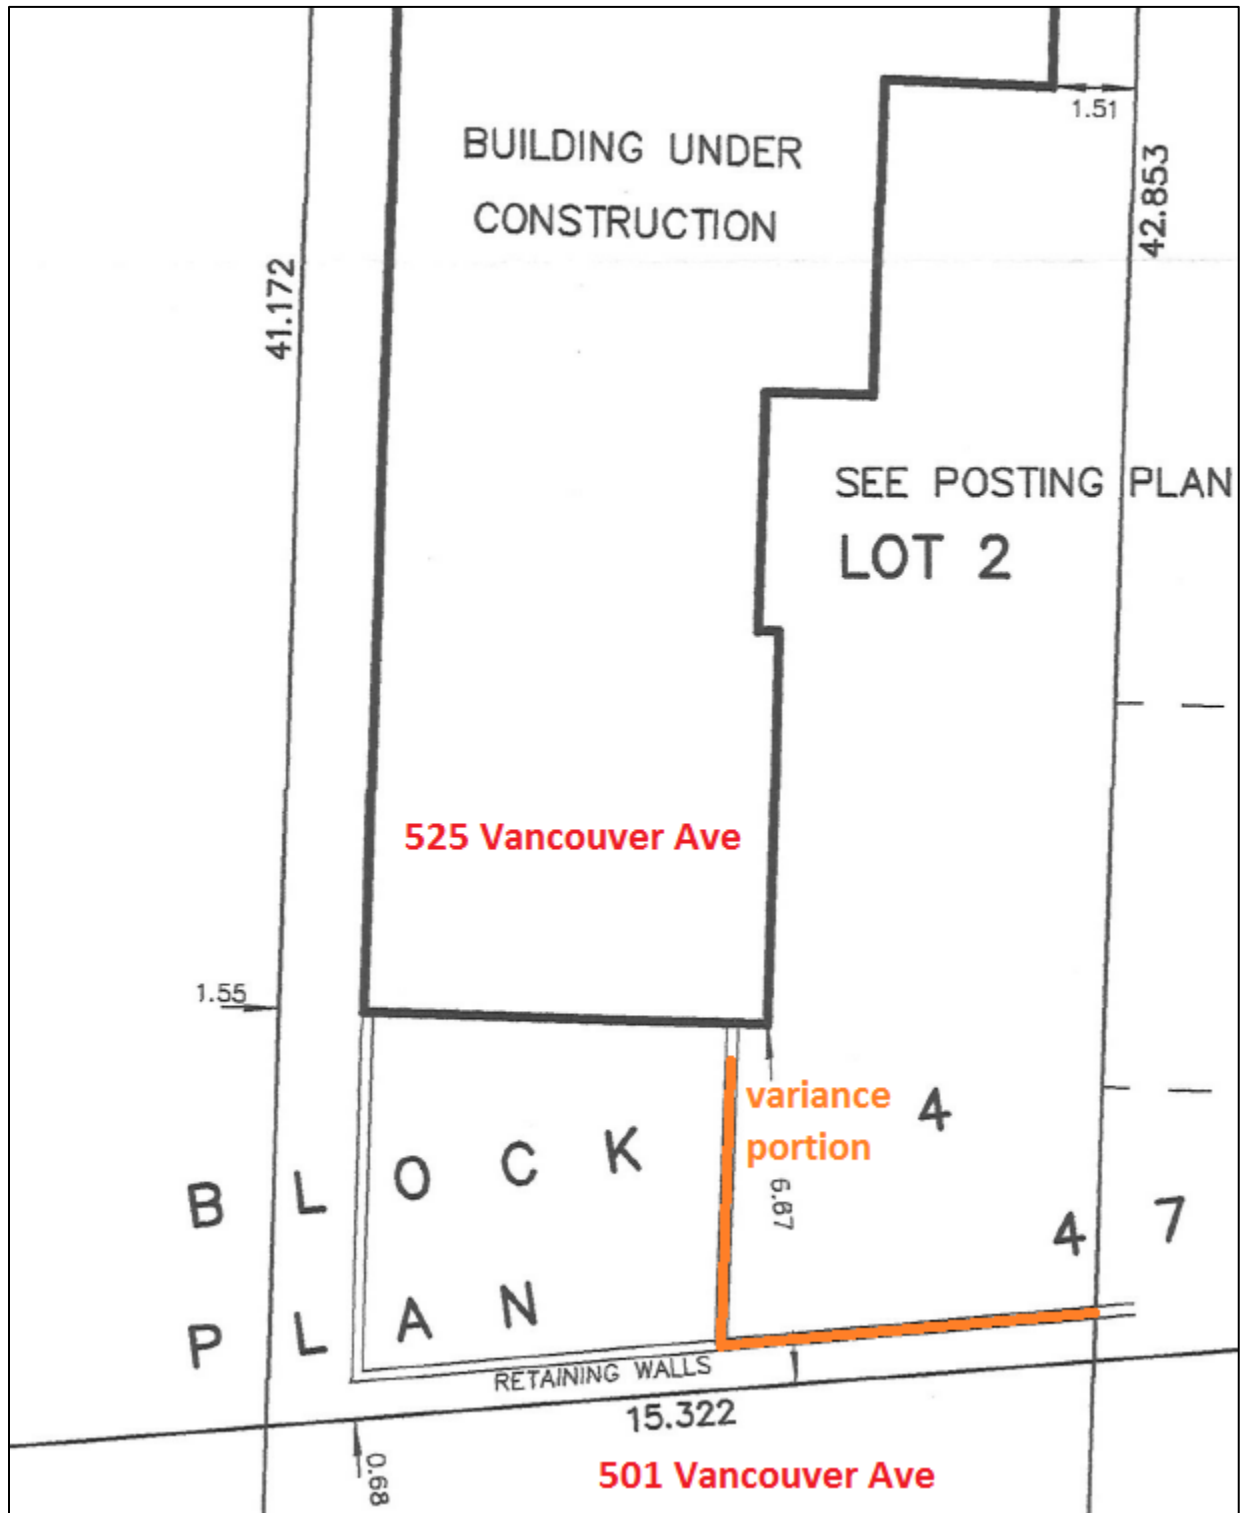 1.51
BUILDING UNDER
CONSTRUCTION
42.853
41.172
SEE POSTING PLAN
LOT 2
525 Vancouver Ave
1.55
variance
portion
4
6.67
B L O C K
4 7
P L A N
RETAINING WALLS
15.322
0.68
501 Vancouver Ave